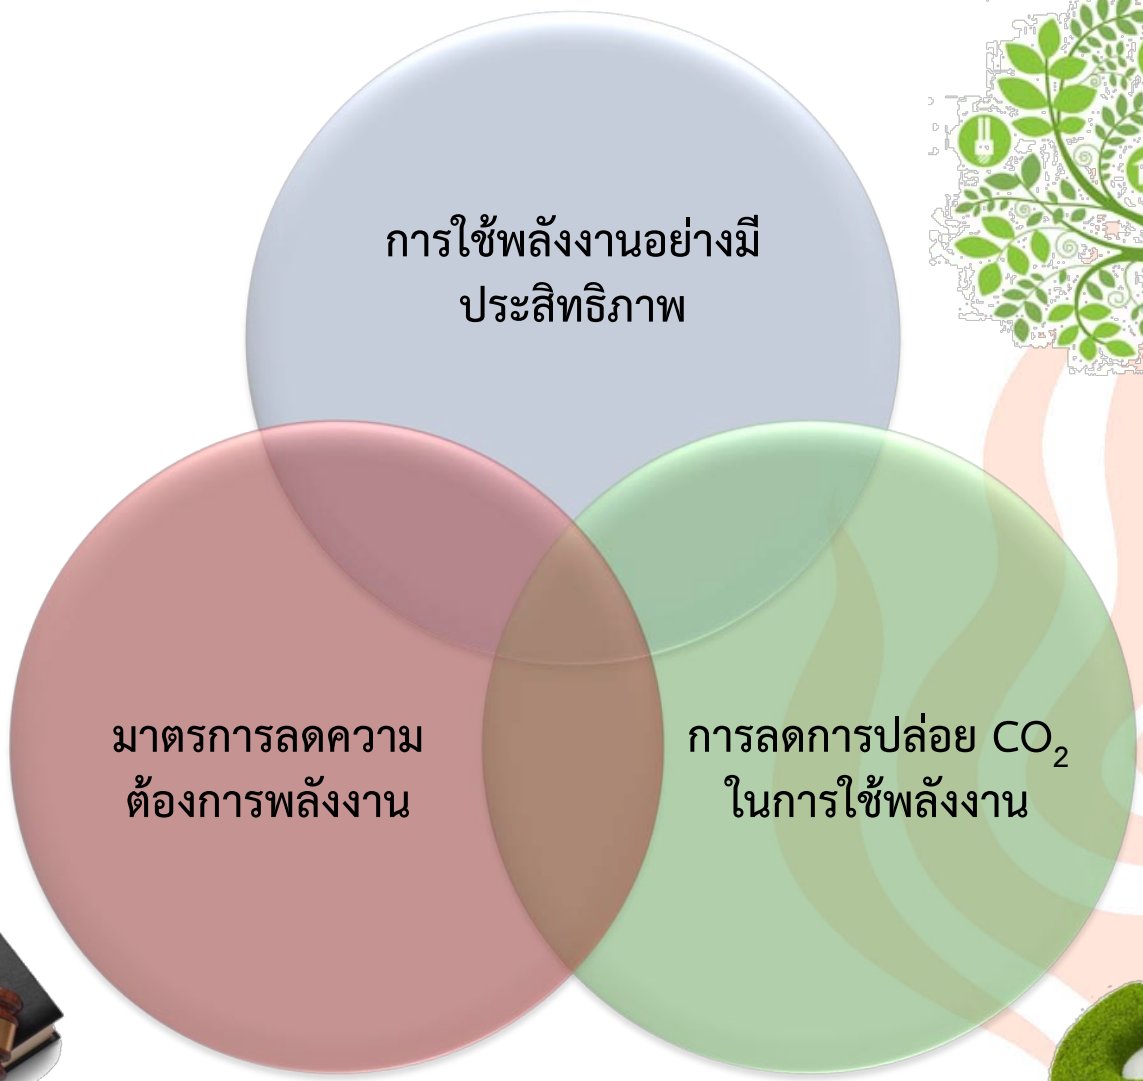 การใช้พลังงานอย่างมี
ประสิทธิภาพ
มาตรการลดความ
ต้องการพลังงาน
การลดการปล่อย CO₂
ในการใช้พลังงาน